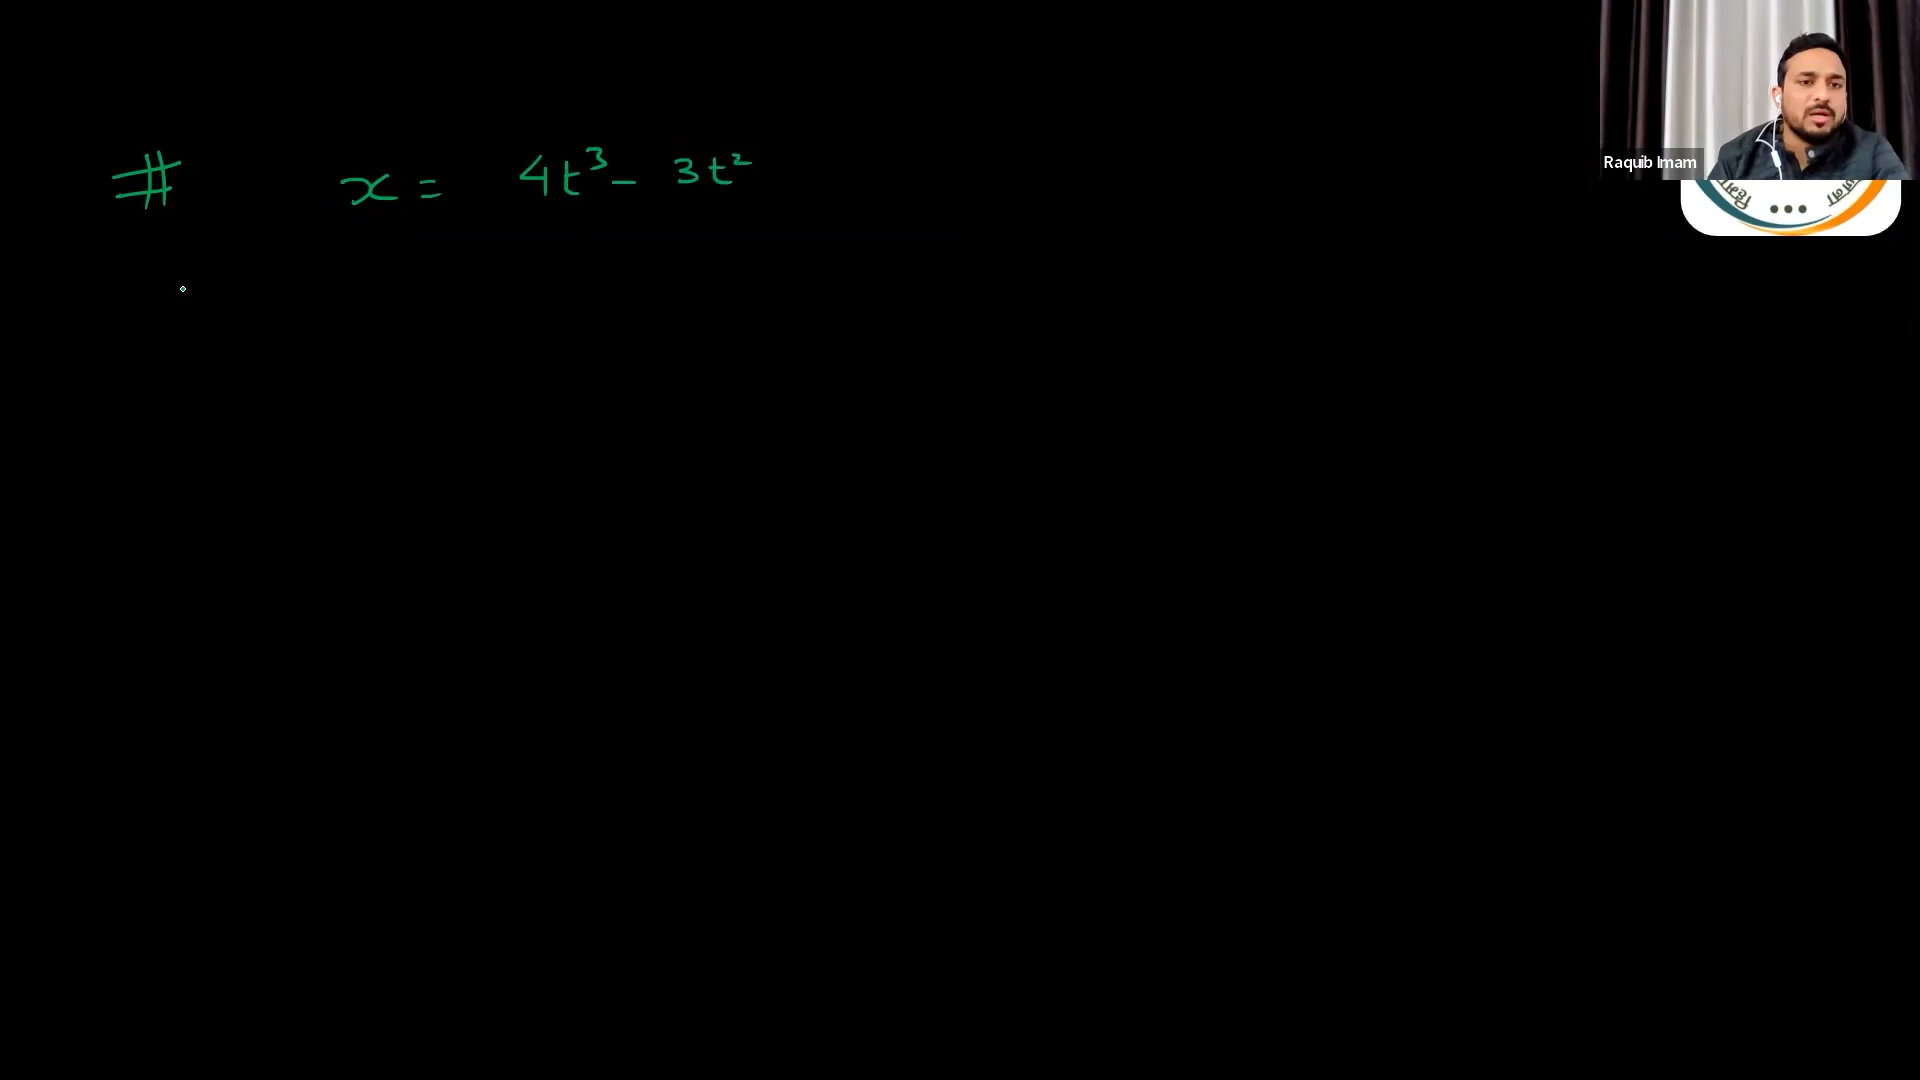 # x = 4t³ - 3t²
Raquib Imam